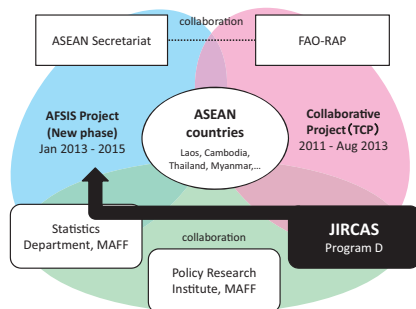 collaboration
ASEAN Secretariat
FAO-RAP
AFSIS Project
(New phase)
Jan 2013 - 2015
ASEAN
countries
Laos, Cambodia,
Thailand, Myanmar,...
Collaborative
Project(TCP)
2011 - Aug 2013
Statistics
Department, MAFF
collaboration
JIRCAS
Program D
Policy Research
Institute, MAFF